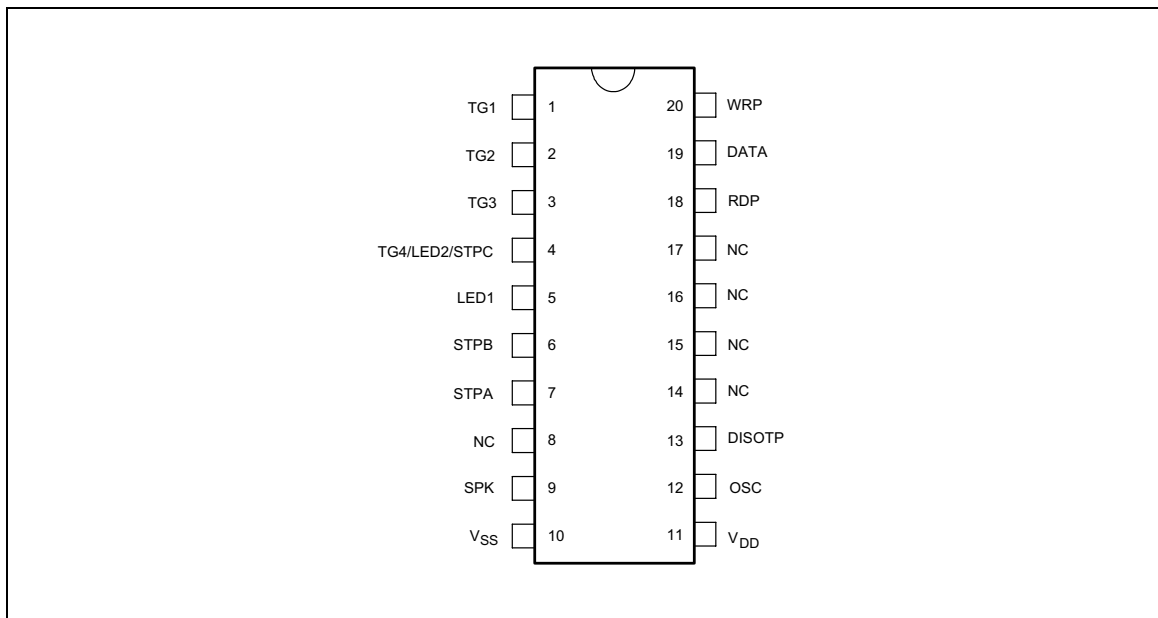 TG1 1 20 WRP
TG2 2 19 DATA
TG3 3 18 RDP
TG4/LED2/STPC 4 17 NC
LED1 5 16 NC
STPB 6 15 NC
STPA 7 14 NC
NC 8 13 DISOTP
SPK 9 12 OSC
VSS 10 11 VDD